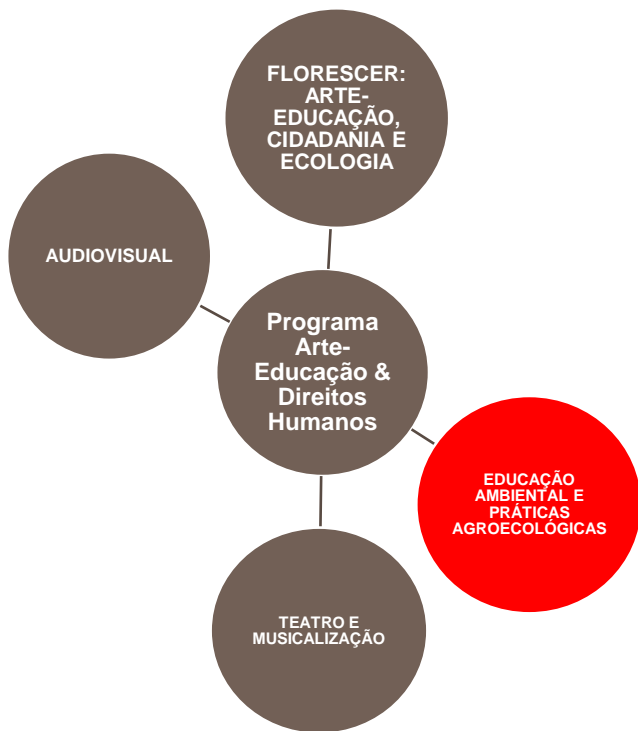 FLORESCER:
ARTE-
EDUCAÇÃO,
CIDADANIA E
ECOLOGIA
AUDIOVISUAL
Programa
Arte-
Educação &
Direitos
Humanos
EDUCAÇÃO
AMBIENTAL E
PRÁTICAS
AGROECOLÓGICAS
TEATRO E
MUSICALIZAÇÃO